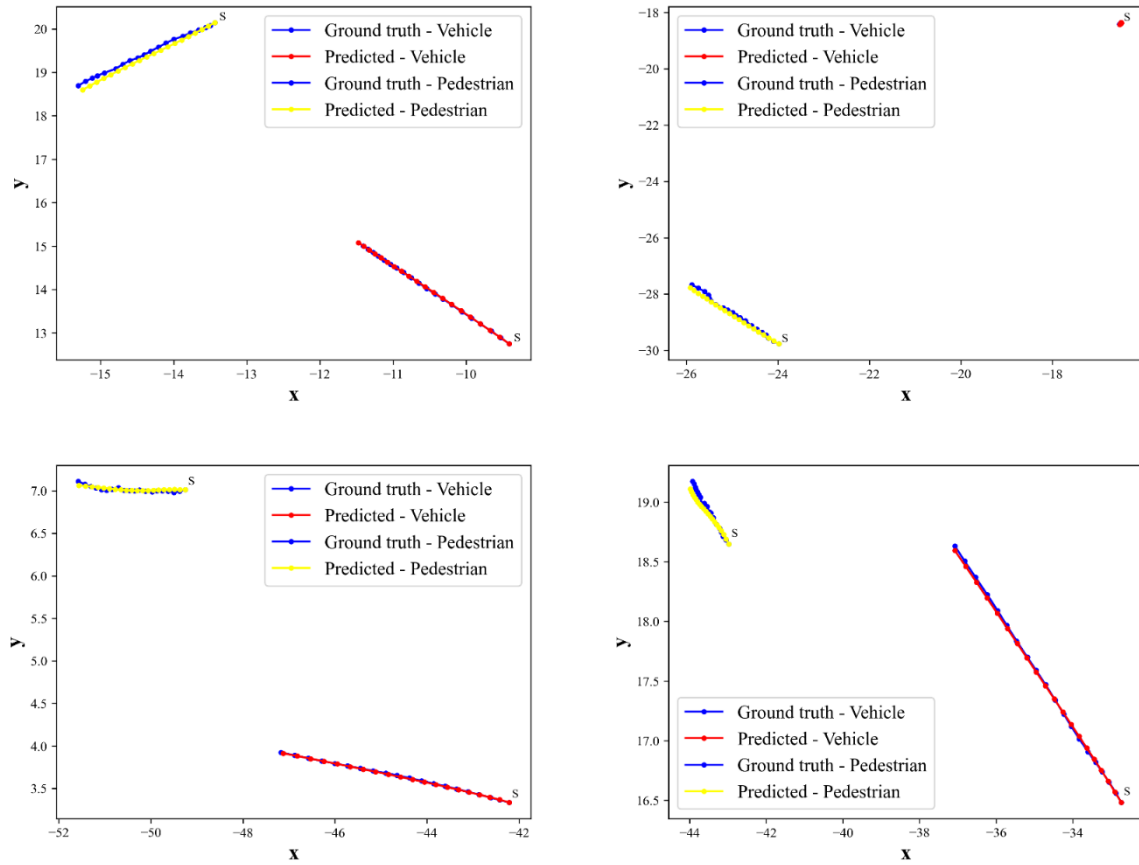 20
19
18
17
16
15
14
13
y
−15
−14
−13
−12
−11
−10
x
S
S
Ground truth - Vehicle
Predicted - Vehicle
Ground truth - Pedestrian
Predicted - Pedestrian
−18
−20
−22
−24
−26
−28
−30
y
−26
−24
−22
−20
−18
x
S
S
Ground truth - Vehicle
Predicted - Vehicle
Ground truth - Pedestrian
Predicted - Pedestrian
7.0
6.5
6.0
5.5
5.0
4.5
4.0
3.5
y
−52
−50
−48
−46
−44
−42
x
S
S
Ground truth - Vehicle
Predicted - Vehicle
Ground truth - Pedestrian
Predicted - Pedestrian
19.0
18.5
18.0
17.5
17.0
16.5
y
−44
−42
−40
−38
−36
−34
x
S
S
Ground truth - Vehicle
Predicted - Vehicle
Ground truth - Pedestrian
Predicted - Pedestrian